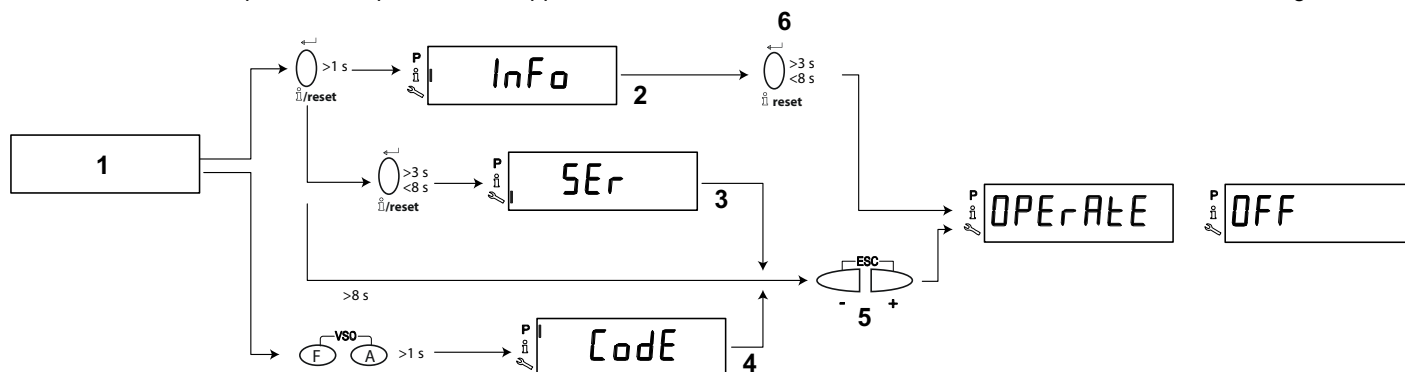 6
>1 s
i/reset
P
i
InFo
2
>3 s
<8 s
i reset
1
>3 s
<8 s
i/reset
P
i
SEr
3
P
i
OPErAtE
P
i
OFF
>8 s
ESC
- +
5
VSO
F A
>1 s
P
i
CodE
4